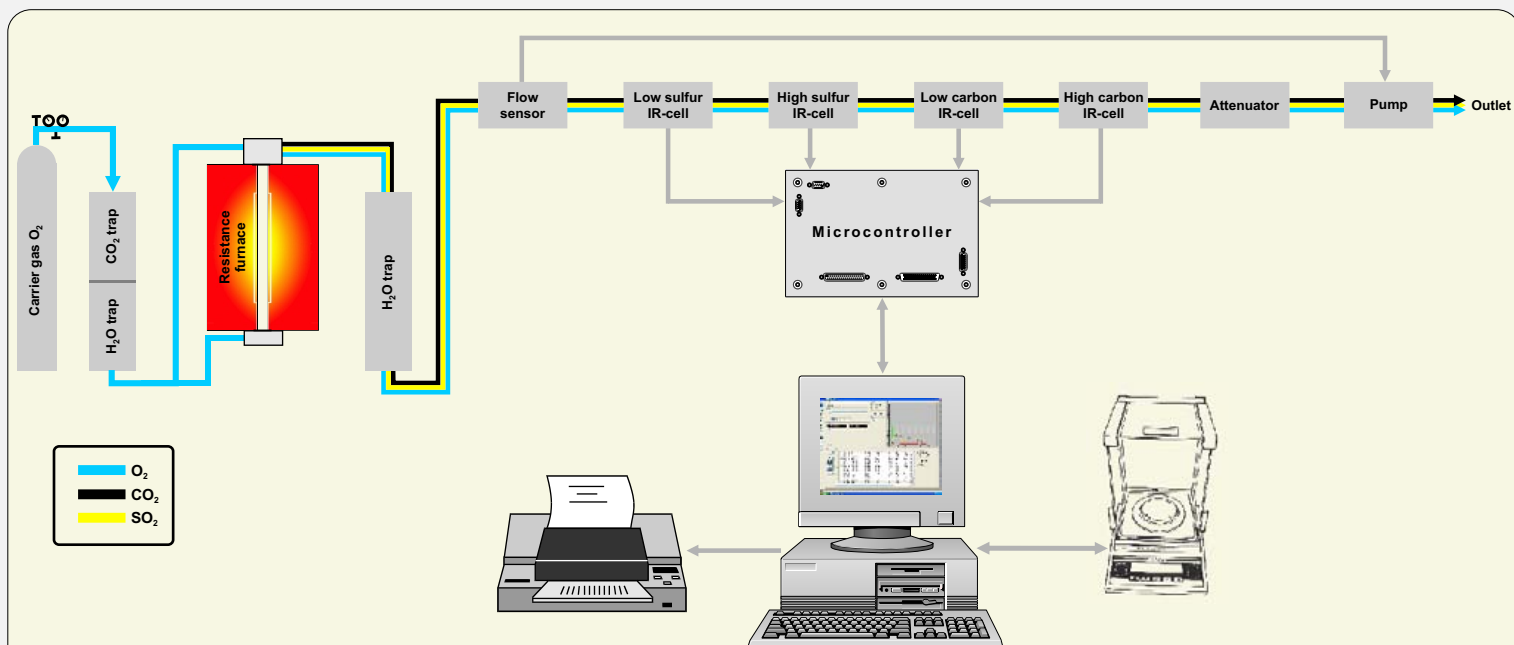 Flow
sensor
Low sulfur
IR-cell
High sulfur
IR-cell
Low carbon
IR-cell
High carbon
IR-cell
Attenuator
Pump
Outlet
Carrier gas O₂
CO₂ trap
H₂O trap
Resistance
furnace
H₂O trap
Microcontroller
O₂
CO₂
SO₂